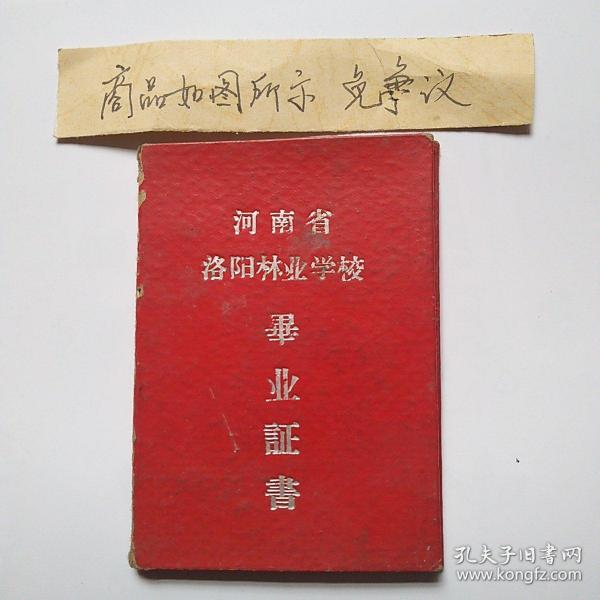 商品如图所示 免争议
河南省
洛阳林业学校
畢业証書
孔夫子旧書网
www.kongfz.com